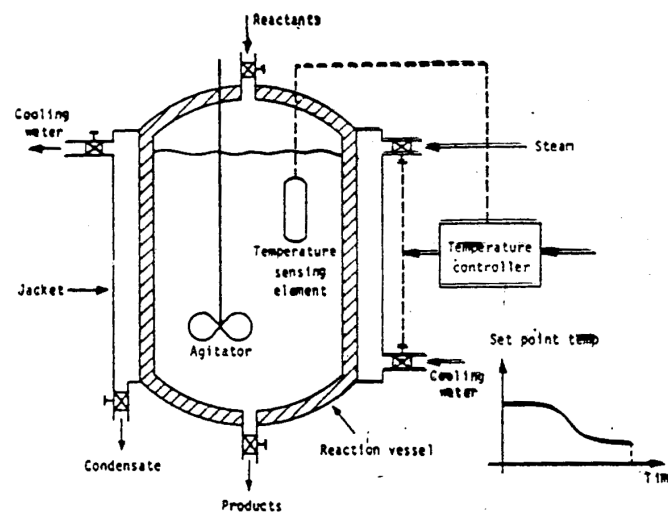 Reactants
Cooling
water
Steam
Temperature
sensing
element
Temperature
controller
Jacket
Agitator
Set point temp
Cooling
water
Reaction vessel
Condensate
Products
Tim